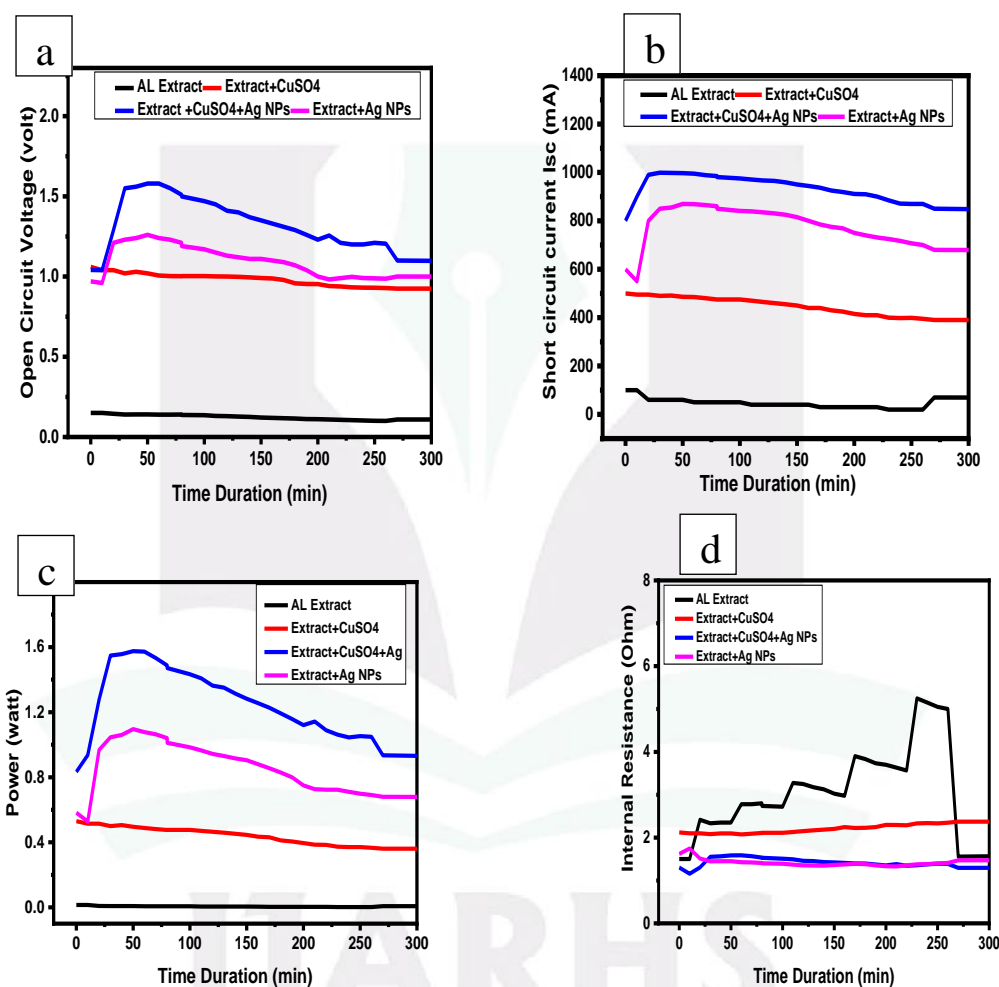 a
AL Extract Extract+CuSO4
Extract +CuSO4+Ag NPs Extract+Ag NPs
Open Circuit Voltage (volt)
2.0
1.5
1.0
0.5
0.0
0 50 100 150 200 250 300
Time Duration (min)
b
AL Extract Extract+CuSO4
Extract+CuSO4+Ag NPs Extract+Ag NPs
Short circuit current Isc (mA)
1400
1200
1000
800
600
400
200
0
0 50 100 150 200 250 300
Time Duration (min)
c
AL Extract
Extract+CuSO4
Extract+CuSO4+Ag
Extract+Ag NPs
Power (watt)
1.6
1.2
0.8
0.4
0.0
0 50 100 150 200 250 300
Time Duration (min)
d
AL Extract
Extract+CuSO4
Extract+CuSO4+Ag NPs
Extract+Ag NPs
Internal Resistance (Ohm)
8
6
4
2
0
0 50 100 150 200 250 300
Time Duration (min)